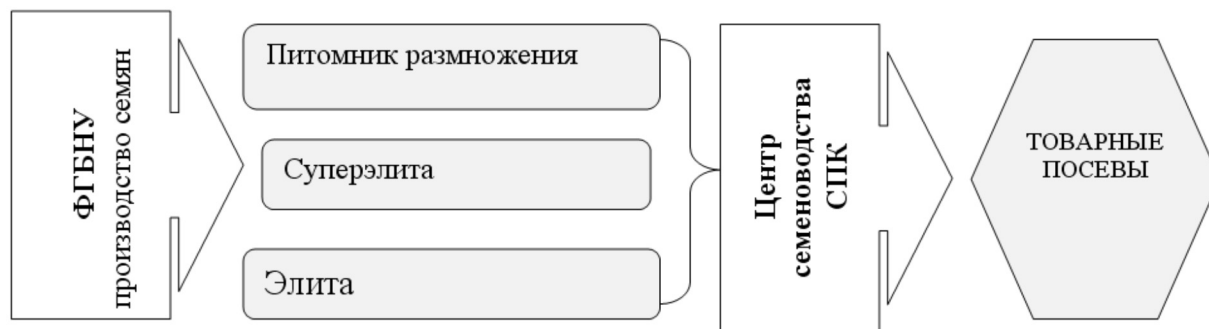 ФГБНУ
производство семян
Питомник размножения
Суперэлита
Элита
Центр
семеноводства
СПК
ТОВАРНЫЕ
ПОСЕВЫ